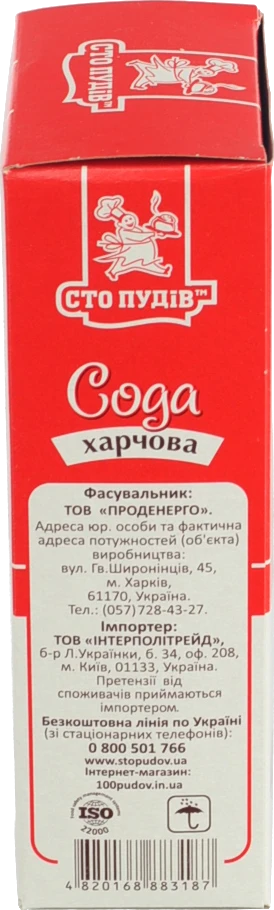 СТО ПУДІВ™
СТО ПУДІВ™
Сода
харчова
Фасувальник:
ТОВ «ПРОДЕНЕРГО».
Адреса юр. особи та фактична
адреса потужностей (об'єкта)
виробництва:
вул. Гв.Широнінців, 45,
м. Харків,
61170, Україна.
Тел.: (057)728-43-27.
Імпортер:
ТОВ «ІНТЕРПОЛІТРЕЙД»,
б-р Л.Українки, б. 34, оф. 208,
м. Київ, 01133, Україна.
Претензії від
споживачів приймаються
імпортером.
Безкоштовна лінія по Україні
(зі стаціонарних телефонів):
0 800 501 766
www.stopudov.com
Інтернет-магазин:
100pudov.in.ua
ISO
22000
4 820168 883187